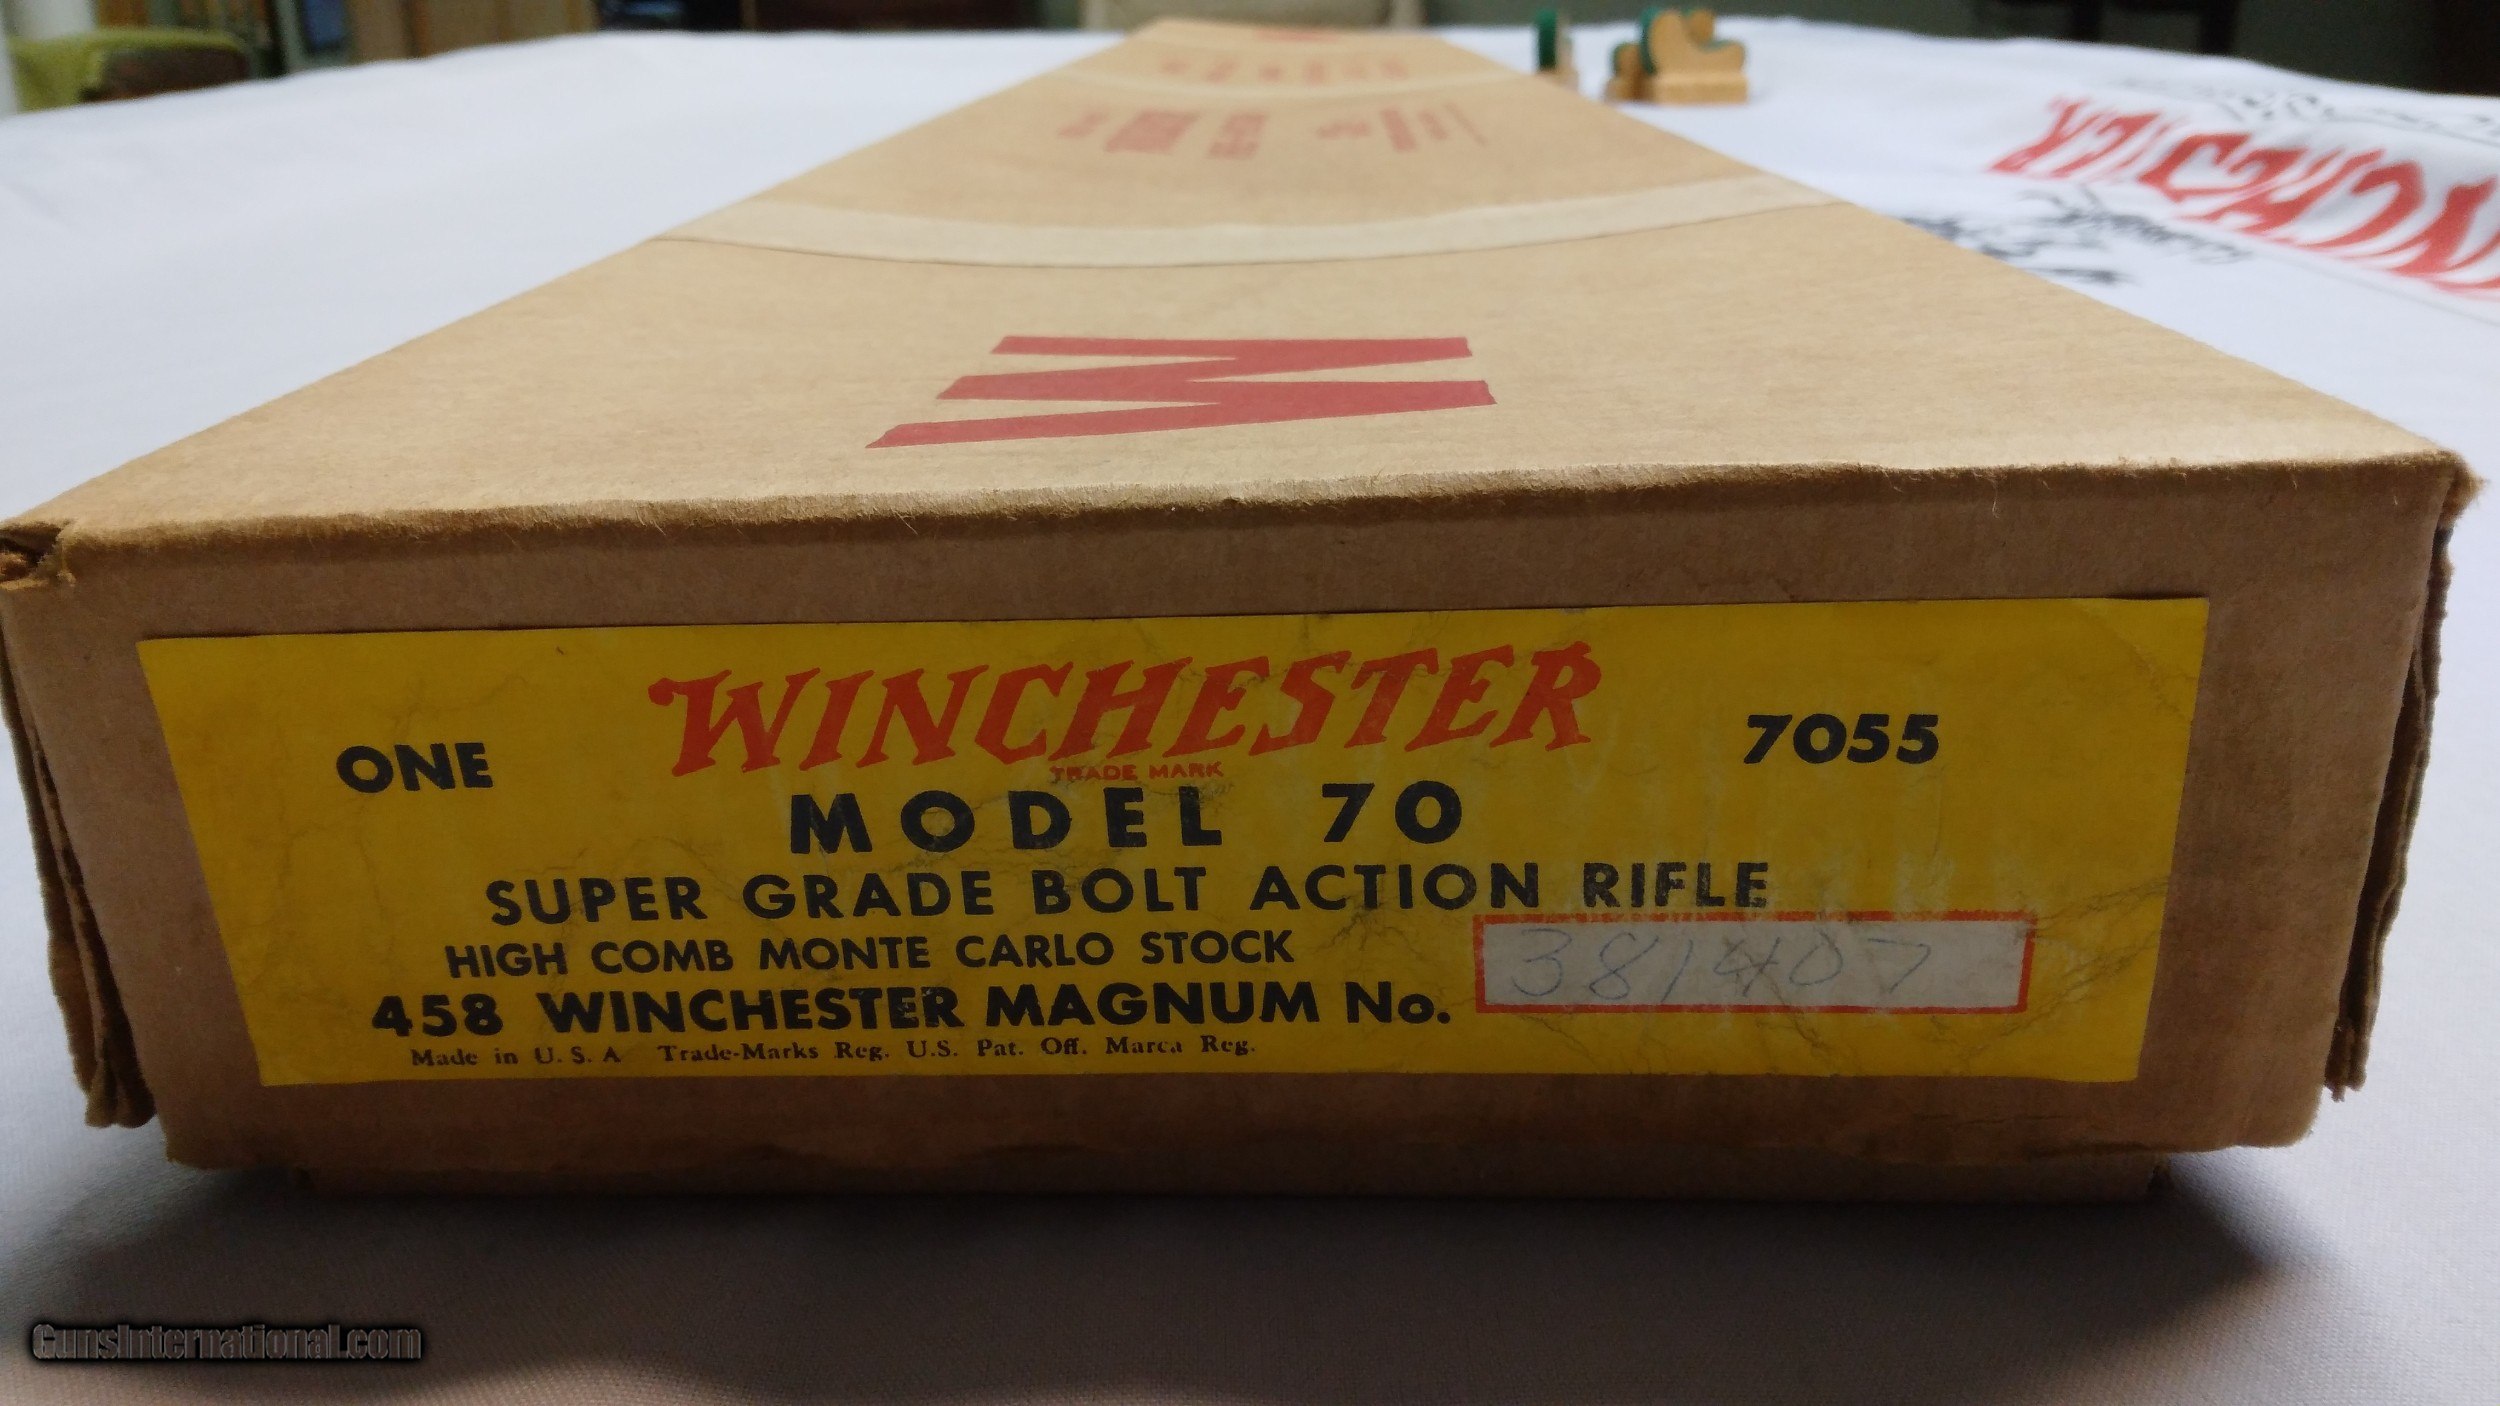 W
WINCHESTER
TRADE MARK
ONE
7055
MODEL 70
SUPER GRADE BOLT ACTION RIFLE
HIGH COMB MONTE CARLO STOCK
458 WINCHESTER MAGNUM No. 381407
Made in U. S. A Trade-Marks Reg. U.S. Pat. Off. Marca Reg.
GunsInternational.com